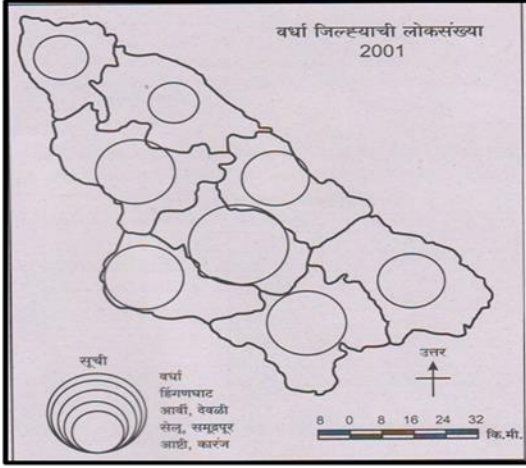 वर्धा जिल्ह्याची लोकसंख्या
2001
सूची
वर्धा
हिंगणघाट
आर्वी, देवळी
सेलू, समूद्रपूर
आष्टी, कारंज
उत्तर
8 0 8 16 24 32 कि.मी.